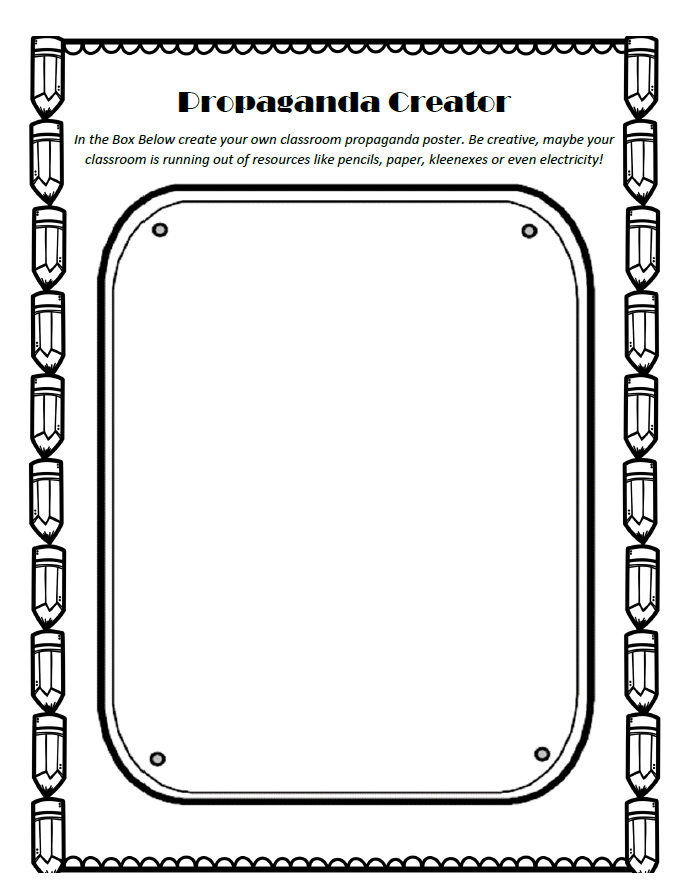 Propaganda Creator
In the Box Below create your own classroom propaganda poster. Be creative, maybe your
classroom is running out of resources like pencils, paper, kleenexes or even electricity!